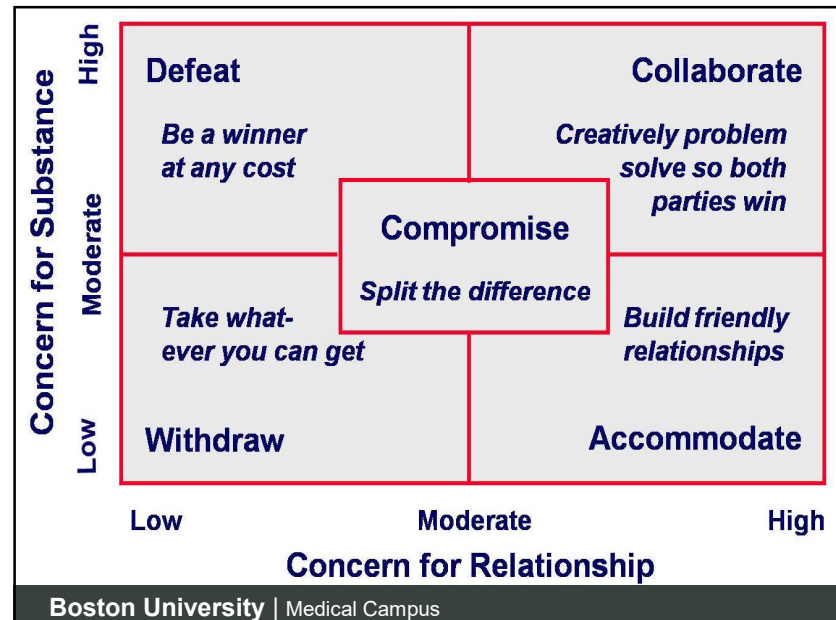 Concern for Substance
High
Moderate
Low
Defeat
Be a winner
at any cost
Collaborate
Creatively problem
solve so both
parties win
Compromise
Split the difference
Take what-
ever you can get
Withdraw
Build friendly
relationships
Accommodate
Low
Moderate
High
Concern for Relationship
Boston University | Medical Campus